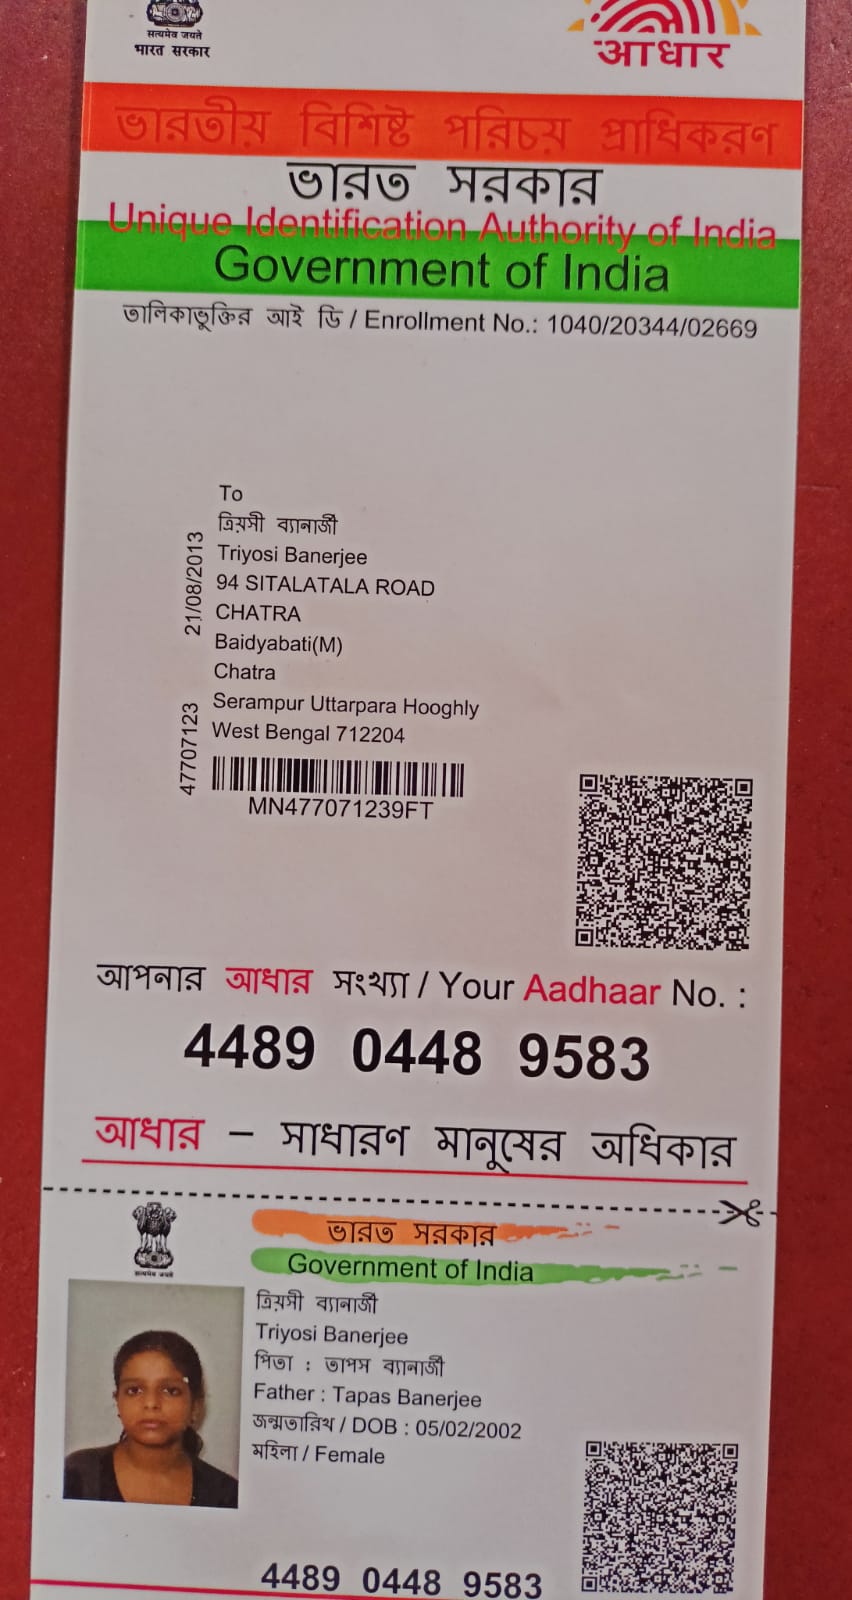 सत्यमेव जयते
भारत सरकार
आधार
ভারতীয় বিশিষ্ট পরিচয় প্রাধিকরণ
ভারত সরকার
Unique Identification Authority of India
Government of India
তালিকাভুক্তির আই ডি / Enrollment No.: 1040/20344/02669
To
ত্রিয়সী ব্যানার্জী
Triyosi Banerjee
94 SITALATALA ROAD
CHATRA
Baidyabati(M)
Chatra
Serampur Uttarpara Hooghly
West Bengal 712204
21/08/2013
47707123
MN477071239FT
আপনার আধার সংখ্যা / Your Aadhaar No. :
4489 0448 9583
আধার – সাধারণ মানুষের অধিকার
सत्यमेव जयते
ভারত সরকার
Government of India
ত্রিয়সী ব্যানার্জী
Triyosi Banerjee
পিতা : তাপস ব্যানার্জী
Father : Tapas Banerjee
জন্মতারিখ / DOB : 05/02/2002
মহিলা / Female
4489 0448 9583